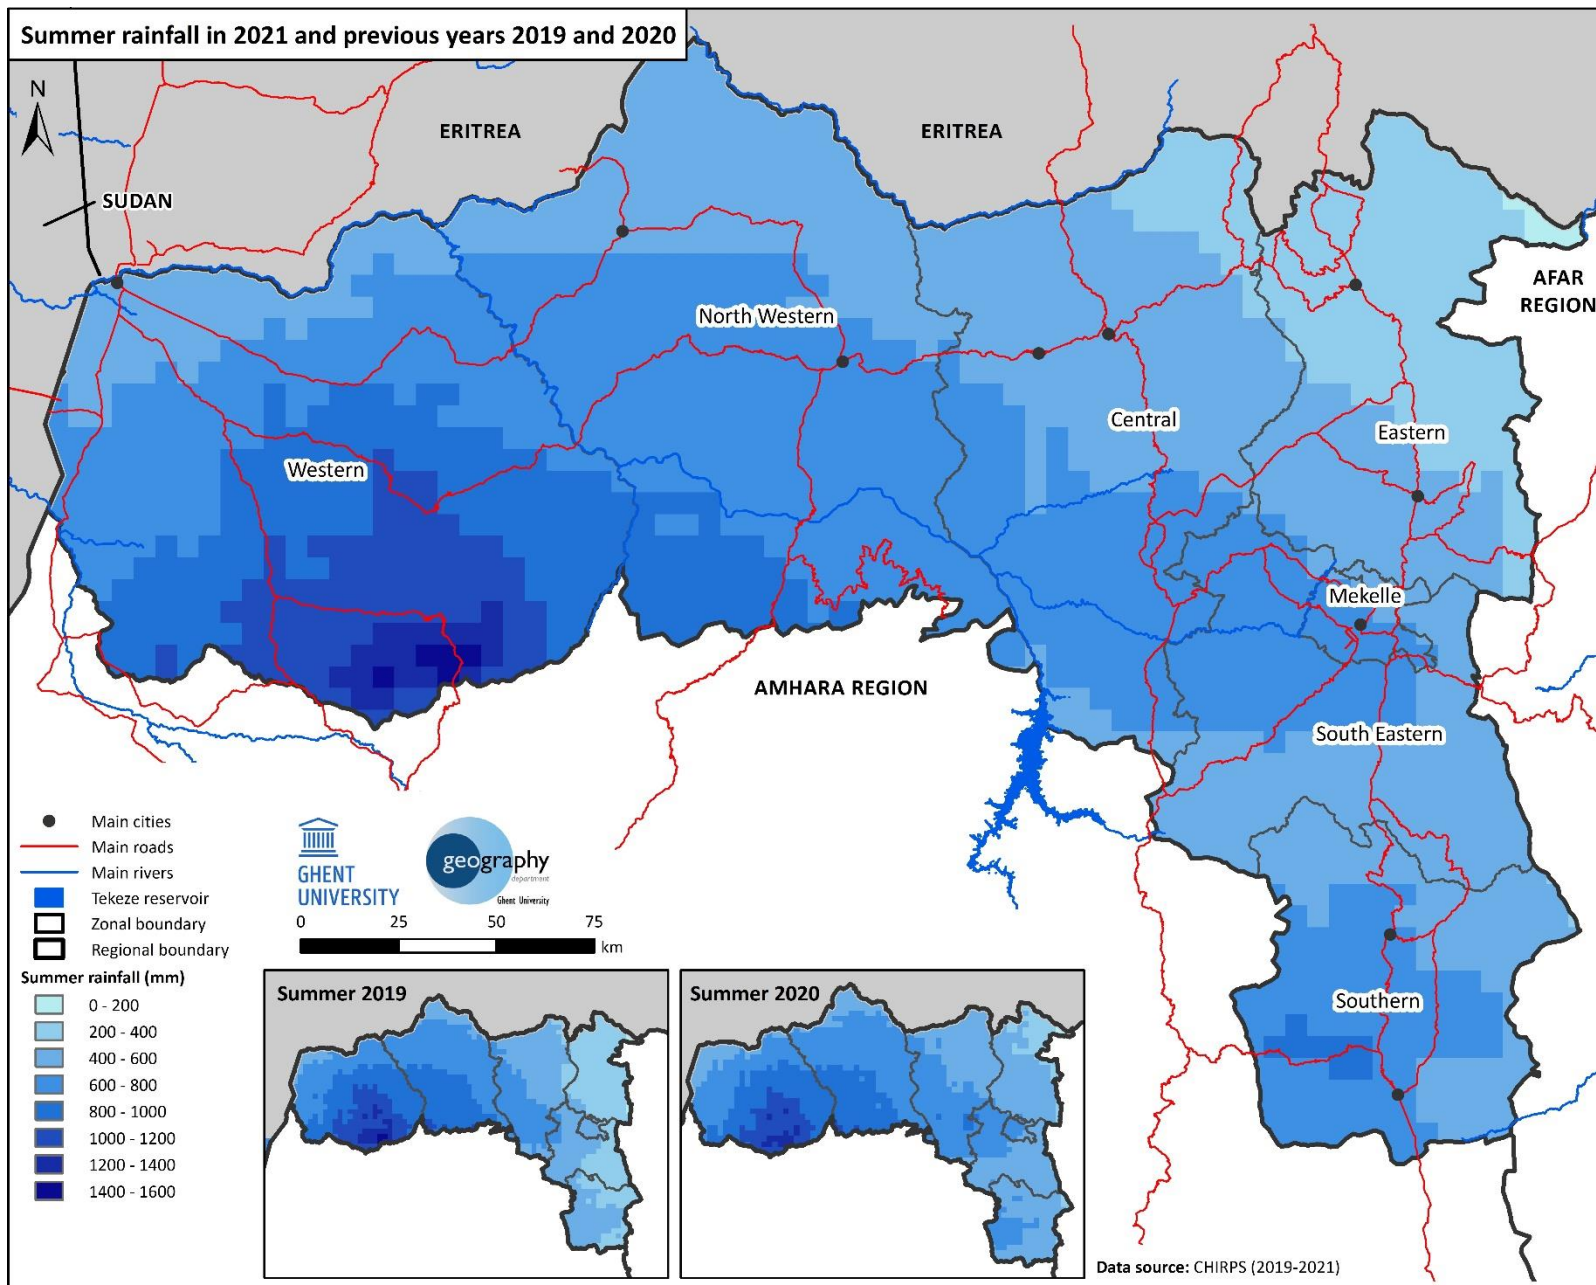 Summer rainfall in 2021 and previous years 2019 and 2020
N
ERITREA
ERITREA
SUDAN
AFAR
REGION
North Western
Central
Eastern
Western
Mekelle
AMHARA REGION
South Eastern
Southern
Main cities
Main roads
Main rivers
Tekeze reservoir
Zonal boundary
Regional boundary
Summer rainfall (mm)
0 - 200
200 - 400
400 - 600
600 - 800
800 - 1000
1000 - 1200
1200 - 1400
1400 - 1600
GHENT
UNIVERSITY
geography
department
Ghent University
0 25 50 75
km
Summer 2019
Summer 2020
Data source: CHIRPS (2019-2021)